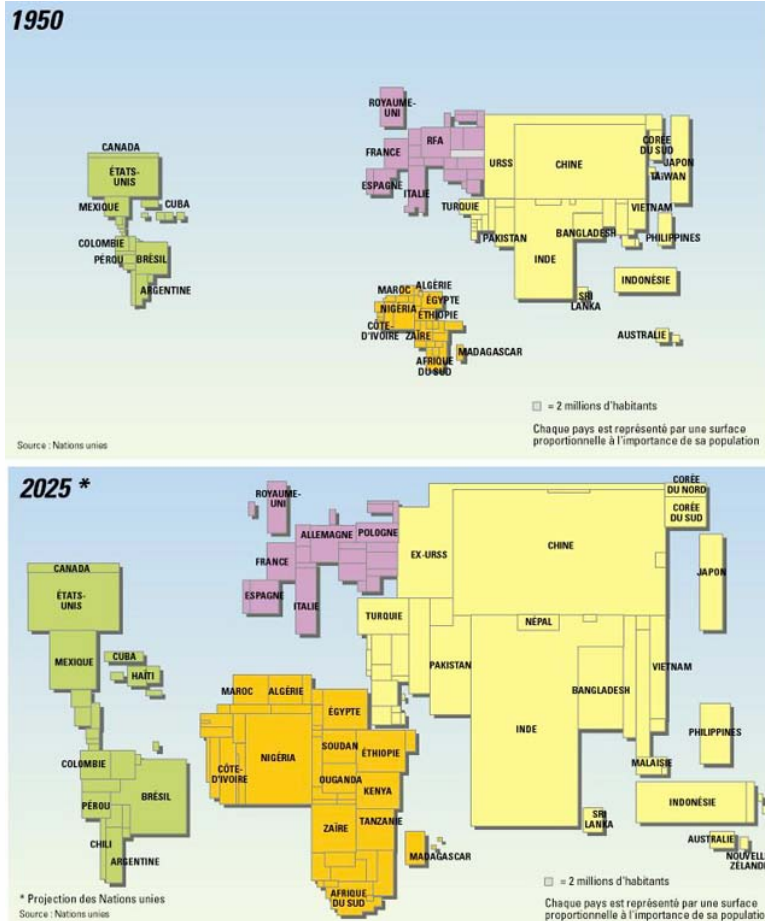 1950
ROYAUME-
UNI
CANADA
ÉTATS-
UNIS
FRANCE
RFA
URSS
CHINE
CORÉE
DU SUD
JAPON
TAÏWAN
ESPAGNE
ITALIE
MEXIQUE
CUBA
TURQUIE
VIETNAM
PAKISTAN
BANGLADESH
PHILIPPINES
COLOMBIE
PÉROU
BRÉSIL
INDE
ARGENTINE
INDONÉSIE
MAROC
ALGÉRIE
ÉGYPTE
NIGÉRIA
ÉTHIOPIE
SRI
LANKA
CÔTE-
D'IVOIRE
ZAÏRE
AUSTRALIE
MADAGASCAR
AFRIQUE
DU SUD
= 2 millions d'habitants
Chaque pays est représenté par une surface
proportionnelle à l'importance de sa population
Source : Nations unies
2025 *
ROYAUME-
UNI
CORÉE
DU NORD
CORÉE
DU SUD
ALLEMAGNE
POLOGNE
EX-URSS
CHINE
FRANCE
CANADA
JAPON
ÉTATS-
UNIS
ESPAGNE
ITALIE
TURQUIE
NÉPAL
MEXIQUE
CUBA
HAÏTI
PAKISTAN
VIETNAM
BANGLADESH
MAROC
ALGÉRIE
ÉGYPTE
INDE
PHILIPPINES
SOUDAN
ÉTHIOPIE
NIGÉRIA
COLOMBIE
MALAISIE
CÔTE-
D'IVOIRE
OUGANDA
KENYA
BRÉSIL
PÉROU
INDONÉSIE
ZAÏRE
TANZANIE
SRI
LANKA
CHILI
AUSTRALIE
ARGENTINE
MADAGASCAR
NOUVELLE
ZÉLAND
AFRIQUE
DU SUD
= 2 millions d'habitants
* Projection des Nations unies
Source : Nations unies
Chaque pays est représenté par une surface
proportionnelle à l'importance de sa populatio